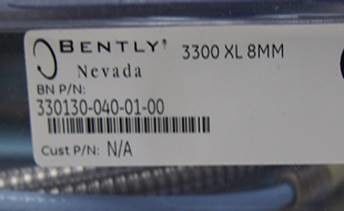 BENTLY
3300 XL 8MM
Nevada
BN P/N:
330130-040-01-00
Cust P/N: N/A